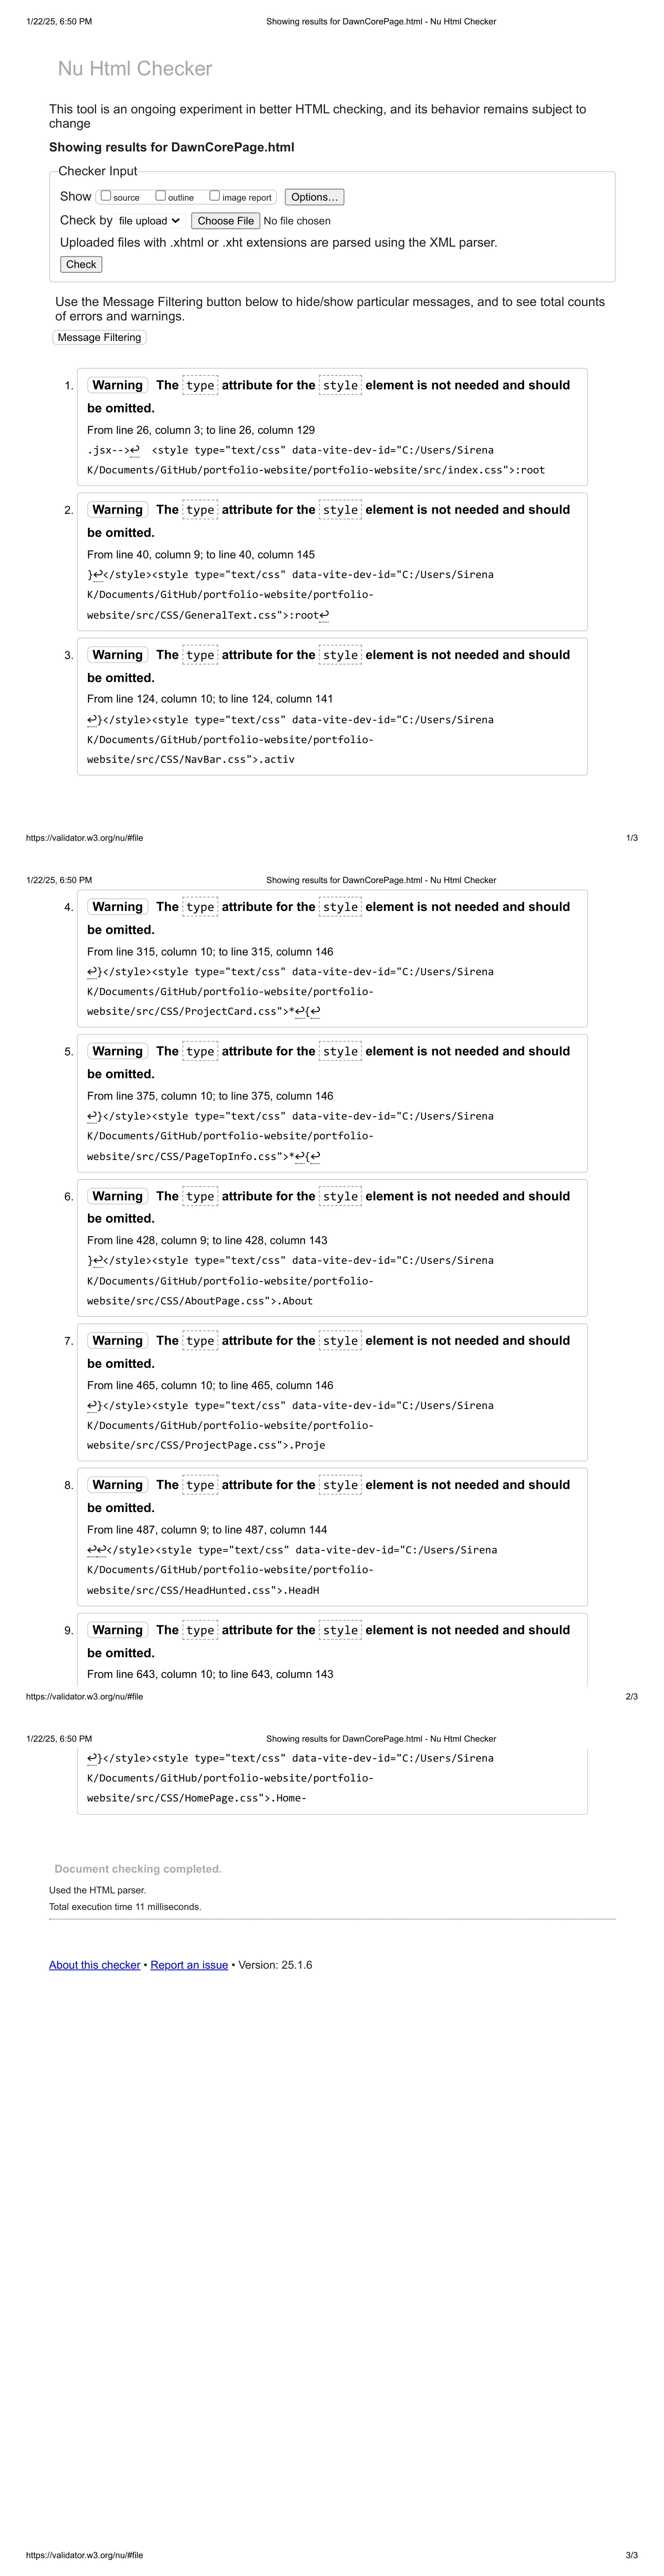 1/22/25, 6:50 PM Showing results for DawnCorePage.html - Nu Html Checker
Nu Html Checker
This tool is an ongoing experiment in better HTML checking, and its behavior remains subject to
change
Showing results for DawnCorePage.html
Checker Input
Show source outline image report Options...
Check by file upload Choose File No file chosen
Uploaded files with .xhtml or .xht extensions are parsed using the XML parser.
Check
Use the Message Filtering button below to hide/show particular messages, and to see total counts
of errors and warnings.
Message Filtering
1. Warning The type attribute for the style element is not needed and should
be omitted.
From line 26, column 3; to line 26, column 129
.jsx-->↩ <style type="text/css" data-vite-dev-id="C:/Users/Sirena
K/Documents/GitHub/portfolio-website/portfolio-website/src/index.css">:root
2. Warning The type attribute for the style element is not needed and should
be omitted.
From line 40, column 9; to line 40, column 145
}↩</style><style type="text/css" data-vite-dev-id="C:/Users/Sirena
K/Documents/GitHub/portfolio-website/portfolio-
website/src/CSS/GeneralText.css">:root↩
3. Warning The type attribute for the style element is not needed and should
be omitted.
From line 124, column 10; to line 124, column 141
↩}</style><style type="text/css" data-vite-dev-id="C:/Users/Sirena
K/Documents/GitHub/portfolio-website/portfolio-
website/src/CSS/NavBar.css">.activ
https://validator.w3.org/nu/#file 1/3
1/22/25, 6:50 PM Showing results for DawnCorePage.html - Nu Html Checker
4. Warning The type attribute for the style element is not needed and should
be omitted.
From line 315, column 10; to line 315, column 146
↩}</style><style type="text/css" data-vite-dev-id="C:/Users/Sirena
K/Documents/GitHub/portfolio-website/portfolio-
website/src/CSS/ProjectCard.css">*↩{↩
5. Warning The type attribute for the style element is not needed and should
be omitted.
From line 375, column 10; to line 375, column 146
↩}</style><style type="text/css" data-vite-dev-id="C:/Users/Sirena
K/Documents/GitHub/portfolio-website/portfolio-
website/src/CSS/PageTopInfo.css">*↩{↩
6. Warning The type attribute for the style element is not needed and should
be omitted.
From line 428, column 9; to line 428, column 143
}↩</style><style type="text/css" data-vite-dev-id="C:/Users/Sirena
K/Documents/GitHub/portfolio-website/portfolio-
website/src/CSS/AboutPage.css">.About
7. Warning The type attribute for the style element is not needed and should
be omitted.
From line 465, column 10; to line 465, column 146
↩}</style><style type="text/css" data-vite-dev-id="C:/Users/Sirena
K/Documents/GitHub/portfolio-website/portfolio-
website/src/CSS/ProjectPage.css">.Proje
8. Warning The type attribute for the style element is not needed and should
be omitted.
From line 487, column 9; to line 487, column 144
↩↩</style><style type="text/css" data-vite-dev-id="C:/Users/Sirena
K/Documents/GitHub/portfolio-website/portfolio-
website/src/CSS/HeadHunted.css">.HeadH
9. Warning The type attribute for the style element is not needed and should
be omitted.
From line 643, column 10; to line 643, column 143
https://validator.w3.org/nu/#file 2/3
1/22/25, 6:50 PM Showing results for DawnCorePage.html - Nu Html Checker
↩}</style><style type="text/css" data-vite-dev-id="C:/Users/Sirena
K/Documents/GitHub/portfolio-website/portfolio-
website/src/CSS/HomePage.css">.Home-
Document checking completed.
Used the HTML parser.
Total execution time 11 milliseconds.
About this checker • Report an issue • Version: 25.1.6
https://validator.w3.org/nu/#file 3/3